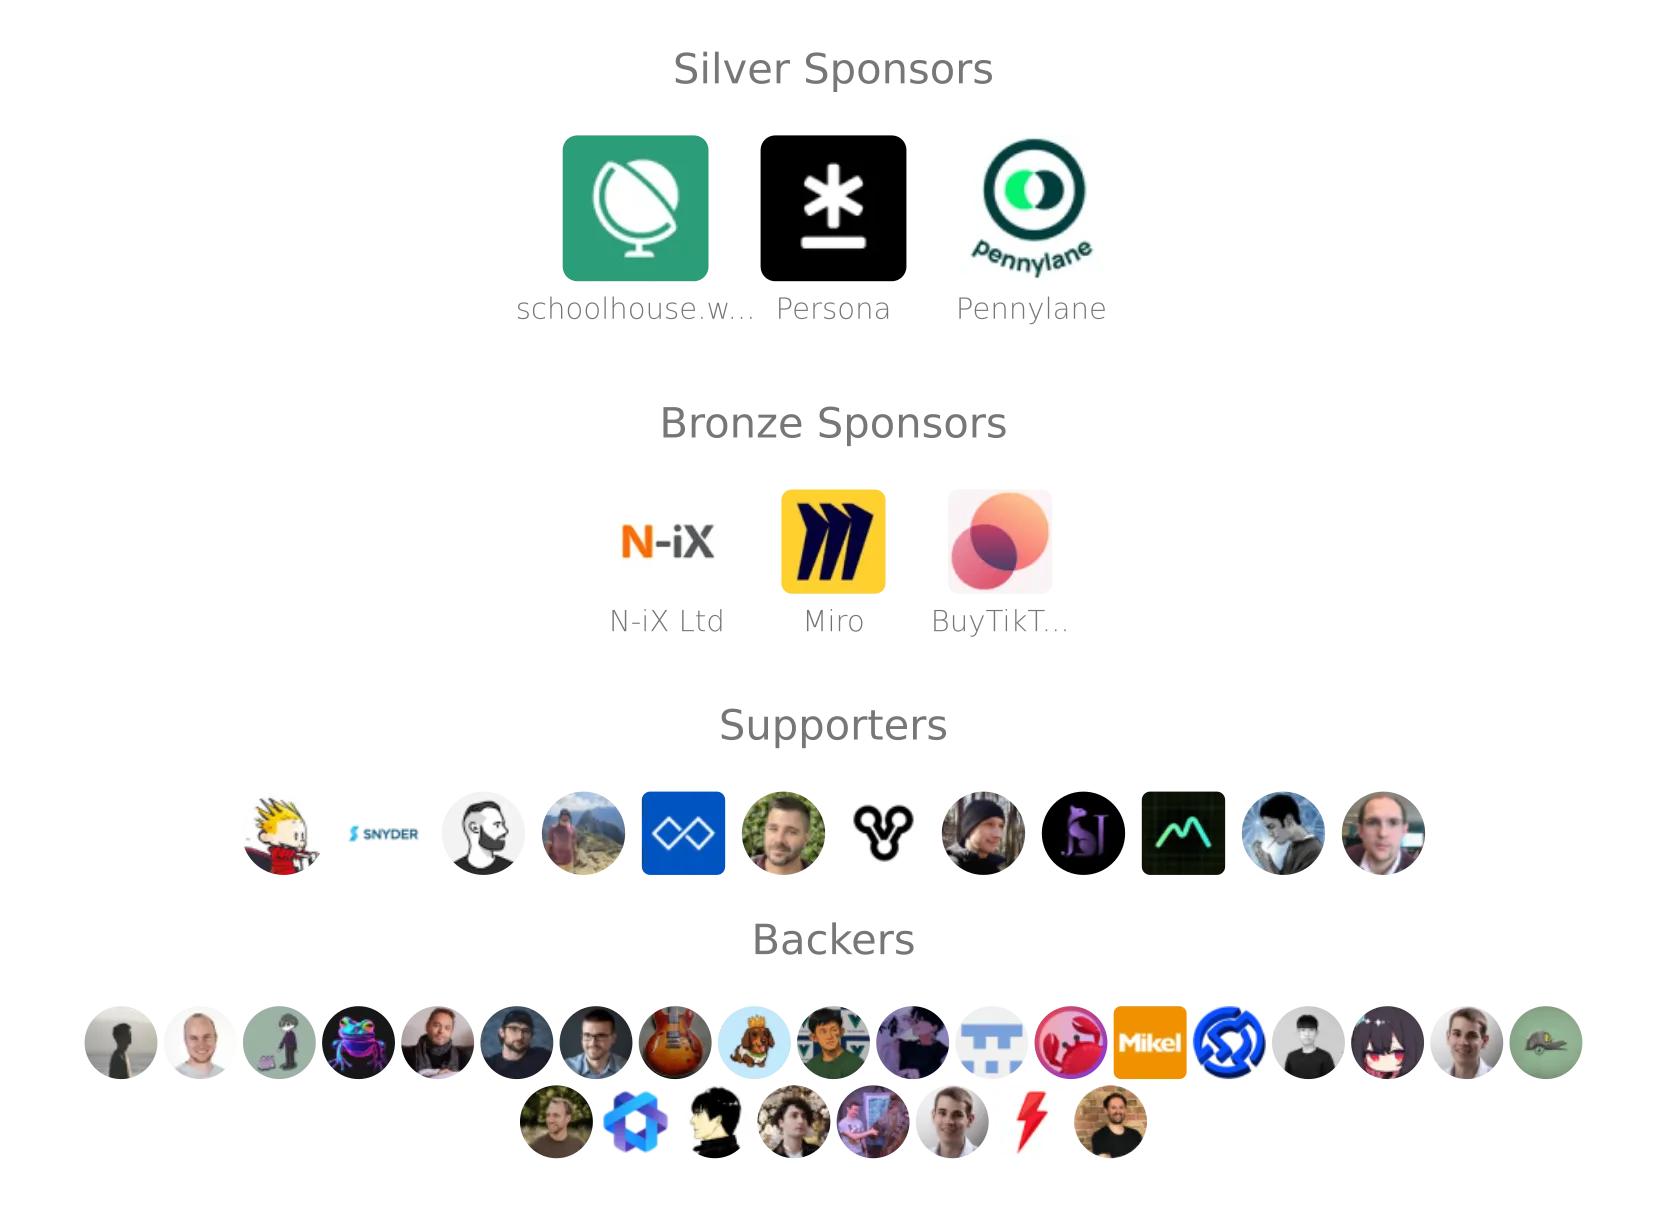 Silver Sponsors
pennylane
schoolhouse.w... Persona Pennylane
Bronze Sponsors
N-iX
N-iX Ltd Miro BuyTikT...
Supporters
SNYDER
Backers
Mikel